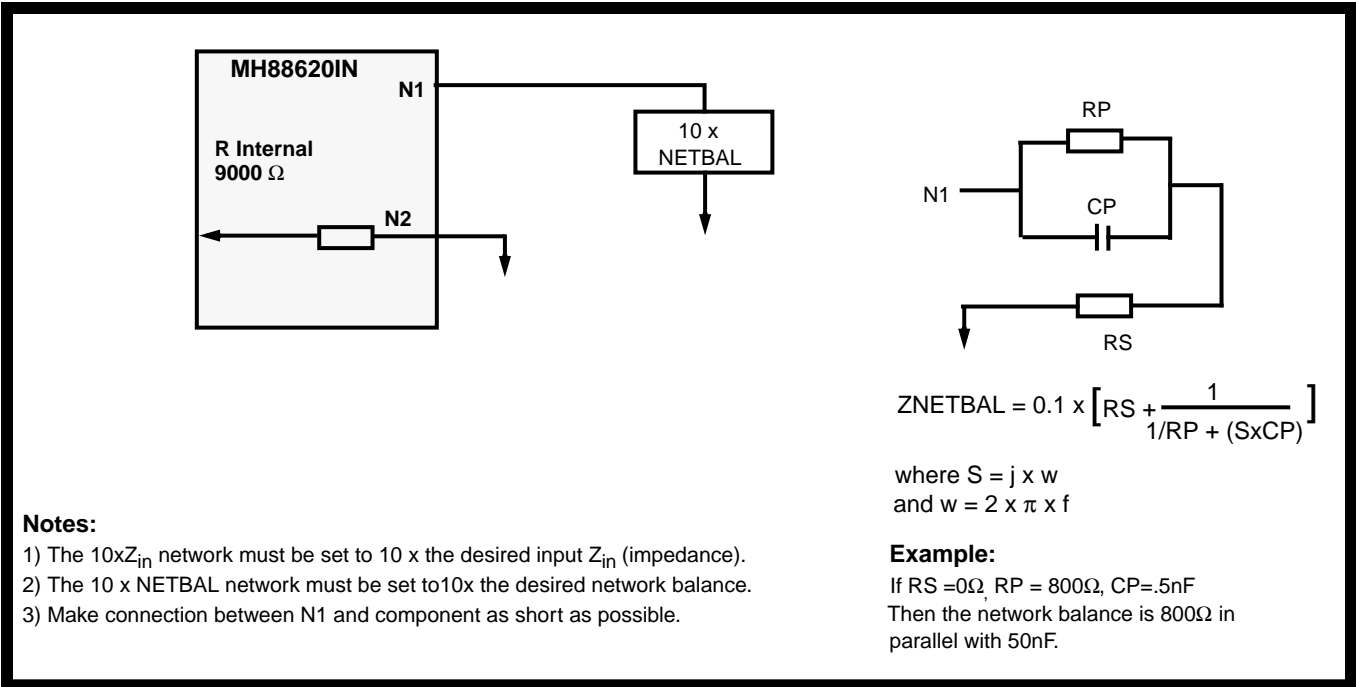 MH88620IN
N1
R Internal
9000 Ω
N2
10 x
NETBAL
RP
N1
CP
RS
ZNETBAL = 0.1 x [RS + 1 / 1/RP + (SxCP)]
where S = j x w
and w = 2 x π x f
Notes:
1) The 10xZin network must be set to 10 x the desired input Zin (impedance).
2) The 10 x NETBAL network must be set to10x the desired network balance.
3) Make connection between N1 and component as short as possible.
Example:
If RS =0Ω, RP = 800Ω, CP=.5nF
Then the network balance is 800Ω in
parallel with 50nF.